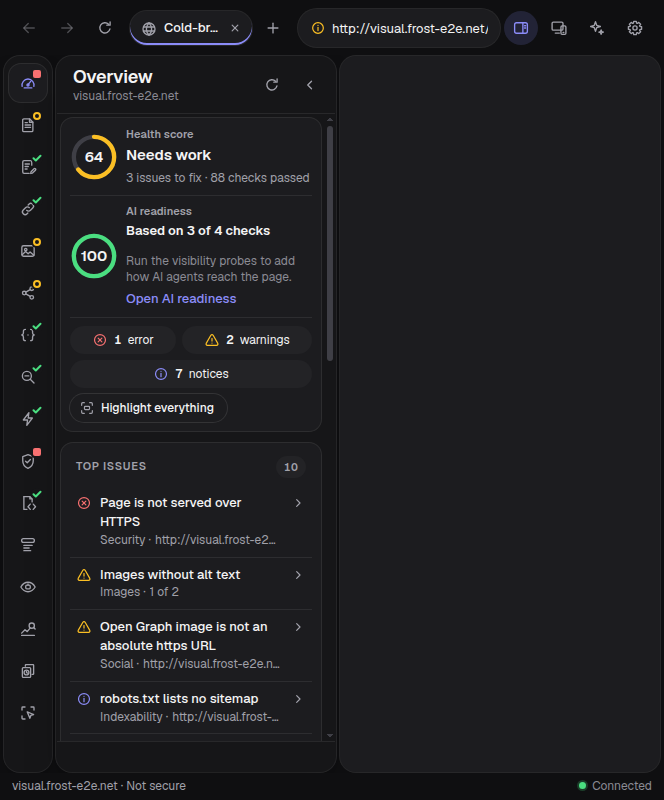 Cold-br...
http://visual.frost-e2e.net/
Overview
visual.frost-e2e.net
Health score
64
Needs work
3 issues to fix · 88 checks passed
AI readiness
Based on 3 of 4 checks
100
Run the visibility probes to add
how AI agents reach the page.
Open AI readiness
1 error
2 warnings
7 notices
Highlight everything
TOP ISSUES
10
Page is not served over
HTTPS
Security · http://visual.frost-e2...
Images without alt text
Images · 1 of 2
Open Graph image is not an
absolute https URL
Social · http://visual.frost-e2e.n...
robots.txt lists no sitemap
Indexability · http://visual.frost-...
visual.frost-e2e.net · Not secure
Connected